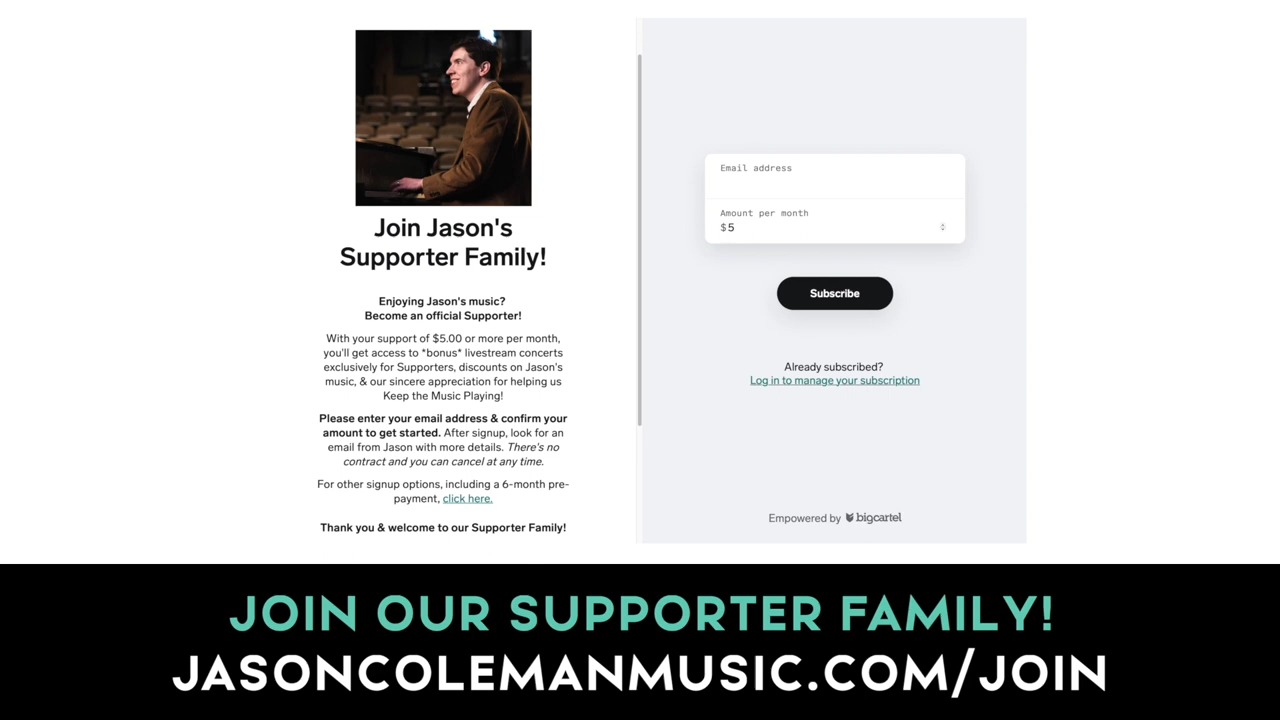 Join Jason's
Supporter Family!
Enjoying Jason's music?
Become an official Supporter!
With your support of $5.00 or more per month,
you'll get access to *bonus* livestream concerts
exclusively for Supporters, discounts on Jason's
music, & our sincere appreciation for helping us
Keep the Music Playing!
Please enter your email address & confirm your
amount to get started. After signup, look for an
email from Jason with more details. There's no
contract and you can cancel at any time.
For other signup options, including a 6-month pre-
payment, click here.
Thank you & welcome to our Supporter Family!
Email address
Amount per month
$5
Subscribe
Already subscribed?
Log in to manage your subscription
Empowered by bigcartel
JOIN OUR SUPPORTER FAMILY!
JASONCOLEMANMUSIC.COM/JOIN